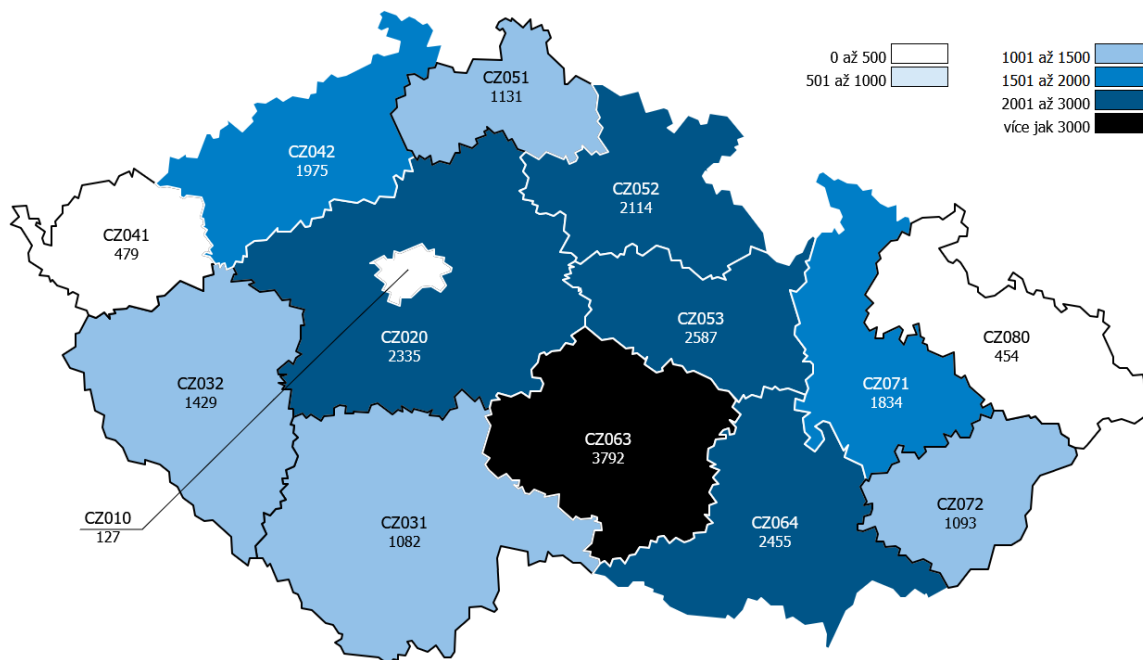 0 až 500
501 až 1000
1001 až 1500
1501 až 2000
2001 až 3000
více jak 3000
CZ051
1131
CZ042
1975
CZ052
2114
CZ041
479
CZ053
2587
CZ020
2335
CZ080
454
CZ032
1429
CZ071
1834
CZ063
3792
CZ072
1093
CZ010
127
CZ031
1082
CZ064
2455